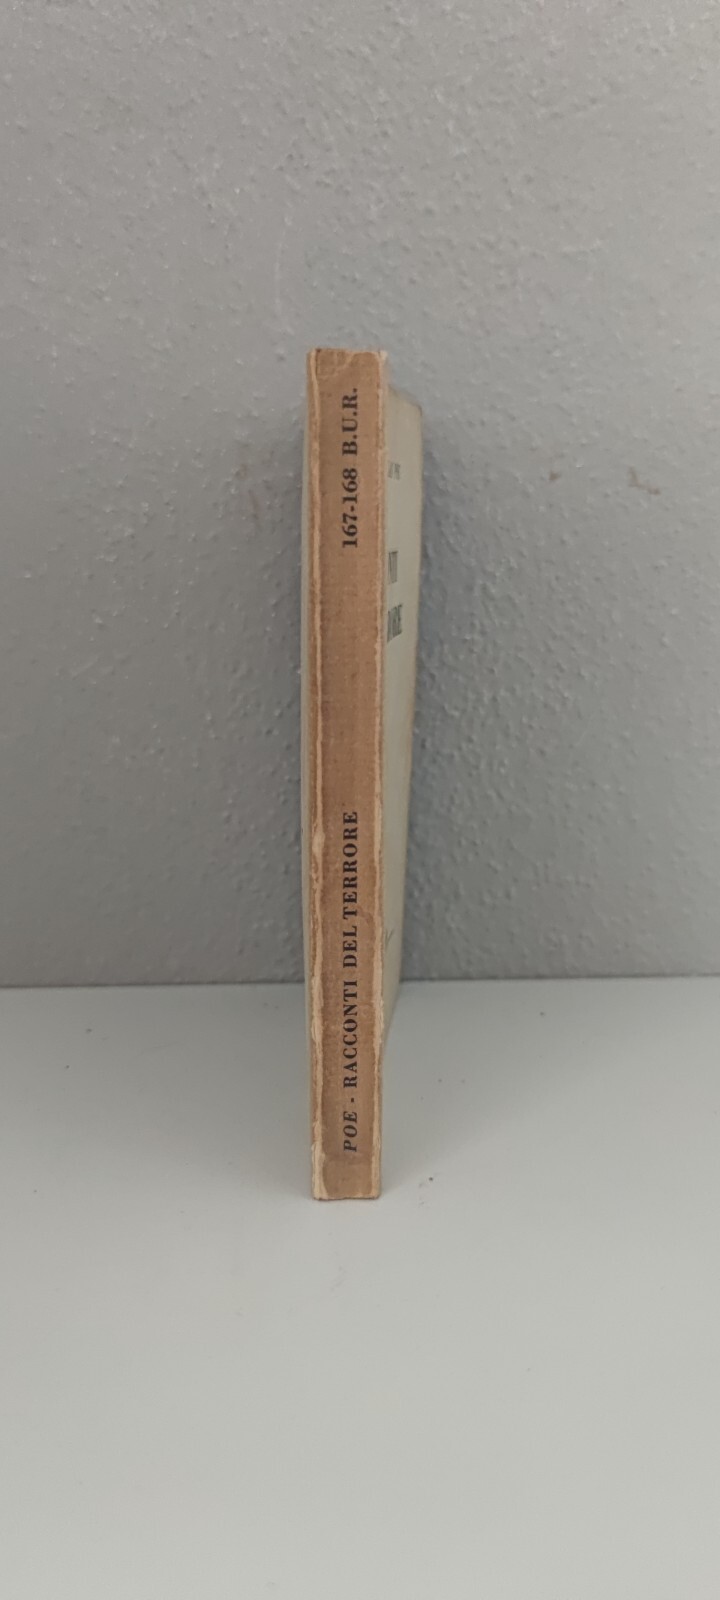 POE - RACCONTI DEL TERRORE
167-168 B.U.R.